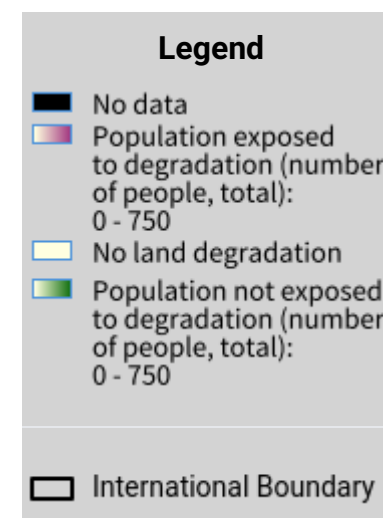 Legend
No data
Population exposed
to degradation (number
of people, total):
0 - 750
No land degradation
Population not exposed
to degradation (number
of people, total):
0 - 750
International Boundary